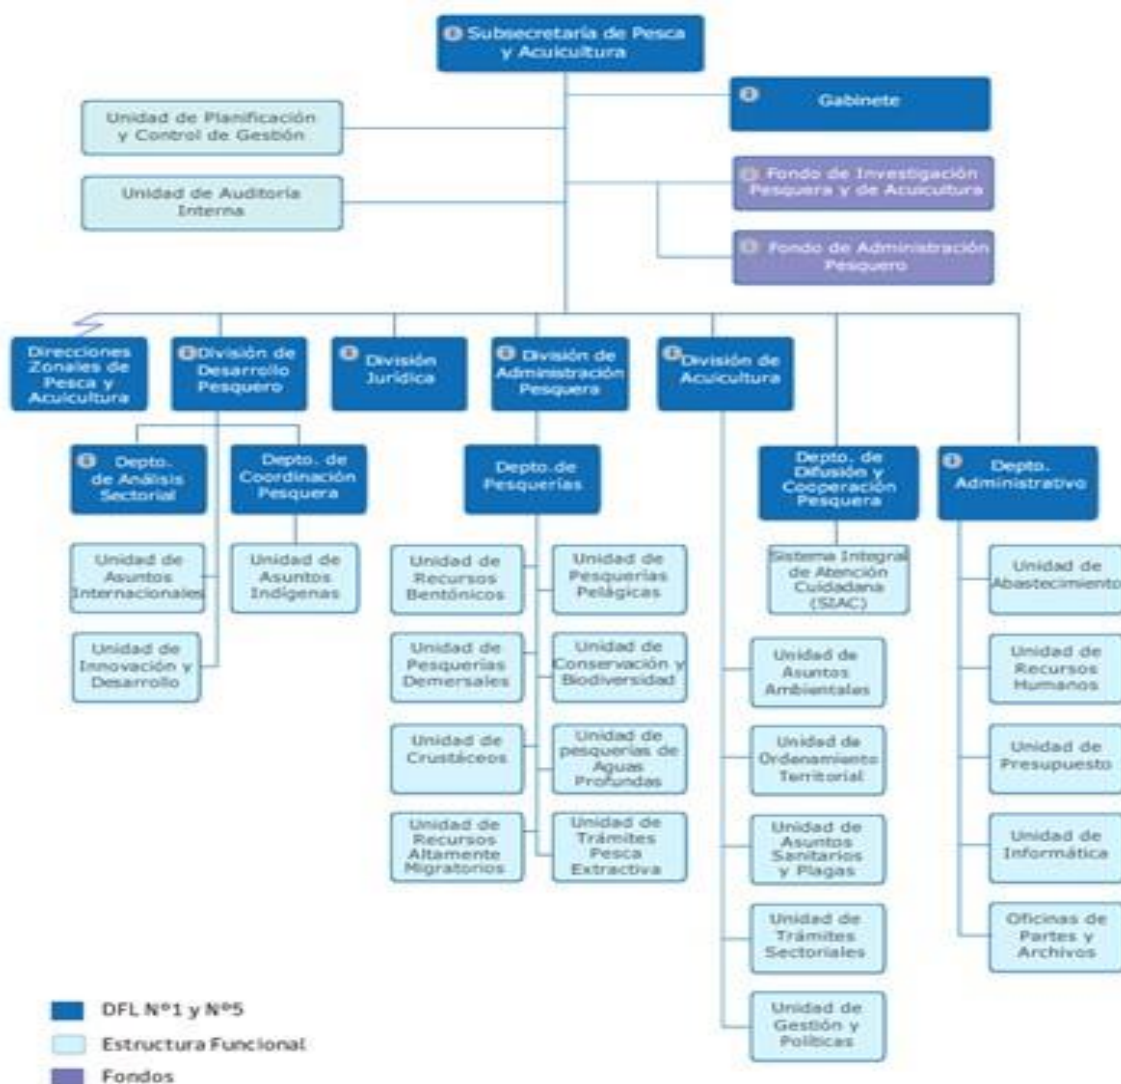 Subsecretaría de Pesca
y Acuicultura
Gabinete
Unidad de Planificación
y Control de Gestión
Fondo de Investigación
Pesquera y de Acuicultura
Unidad de Auditoría
Interna
Fondo de Administración
Pesquero
Direcciones
Zonales de
Pesca y
Acuicultura
División de
Desarrollo
Pesquero
División
Jurídica
División de
Administración
Pesquera
División de
Acuicultura
Depto.
de Análisis
Sectorial
Depto. de
Coordinación
Pesquera
Depto.de
Pesquerías
Depto. de
Difusión y
Cooperación
Pesquera
Depto.
Administrativo
Unidad de
Asuntos
Internacionales
Unidad de
Asuntos
Indígenas
Unidad de
Recursos
Bentónicos
Unidad de
Pesquerías
Pelágicas
Sistema Integral
de Atención
Cuidadana
(SIAC)
Unidad de
Abastecimiento
Unidad de
Innovación y
Desarrollo
Unidad de
Pesquerías
Demersales
Unidad de
Conservación y
Biodiversidad
Unidad de
Asuntos
Ambientales
Unidad de
Recursos
Humanos
Unidad de
Crustáceos
Unidad de
pesquerías de
Aguas
Profundas
Unidad de
Ordenamiento
Territorial
Unidad de
Presupuesto
Unidad de
Recursos
Altamente
Migratorios
Unidad de
Trámites
Pesca
Extractiva
Unidad de
Asuntos
Sanitarios
y Plagas
Unidad de
Informática
Unidad de
Trámites
Sectoriales
Oficinas de
Partes y
Archivos
Unidad de
Gestión y
Políticas
DFL Nº1 y Nº5
Estructura Funcional
Fondos